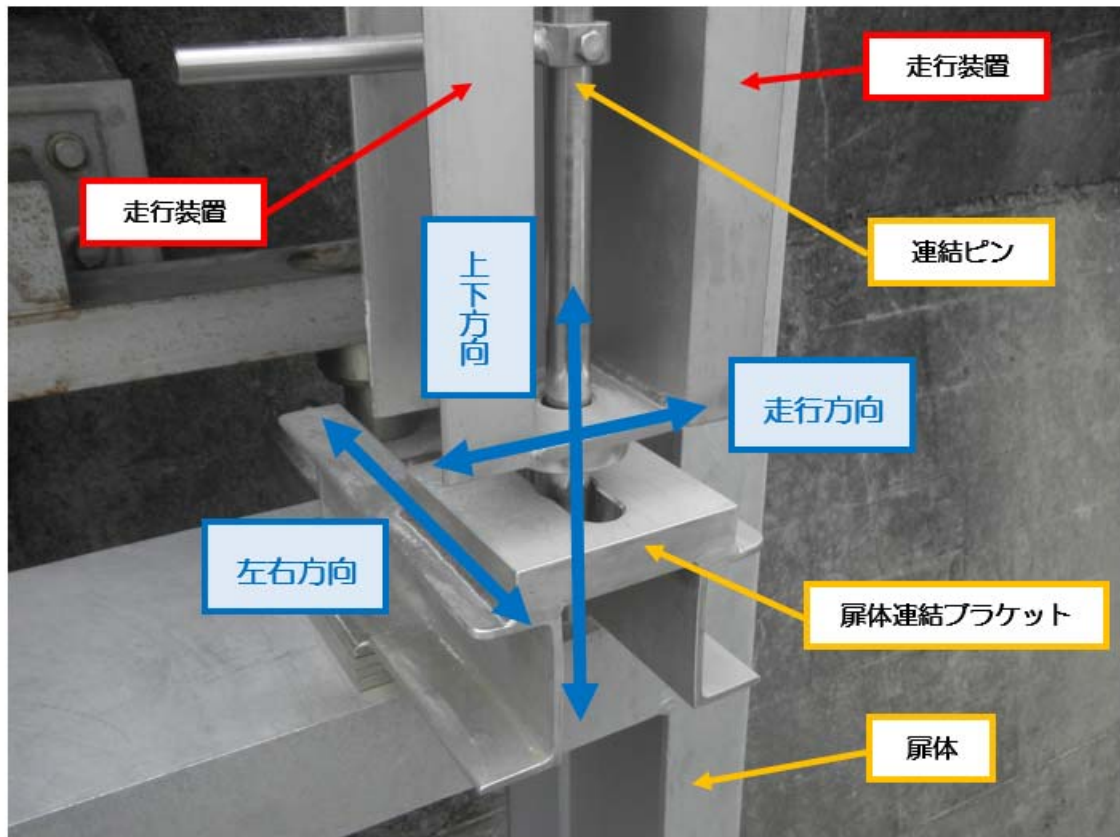 走行装置
走行装置
連結ピン
上下方向
走行方向
左右方向
扉体連結ブラケット
扉体